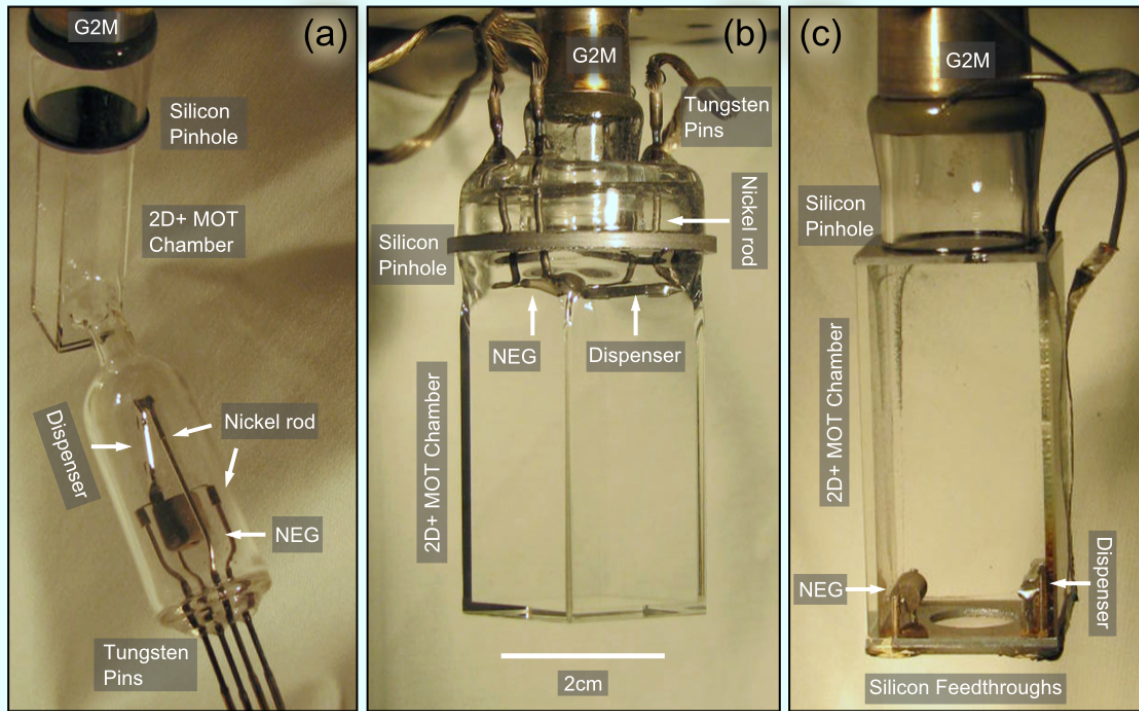 (a)
G2M
Silicon
Pinhole
2D+ MOT
Chamber
Dispenser
Nickel rod
NEG
Tungsten
Pins
(b)
G2M
Tungsten
Pins
Nickel rod
Silicon
Pinhole
NEG
Dispenser
2D+ MOT Chamber
2cm
(c)
G2M
Silicon
Pinhole
2D+ MOT Chamber
NEG
Dispenser
Silicon Feedthroughs